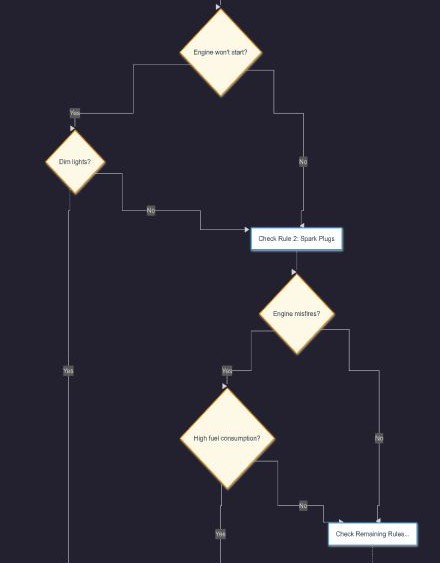 Engine won't start?
Yes
Dim lights?
No
No
Check Rule 2: Spark Plugs
Engine misfires?
Yes
Yes
High fuel consumption?
No
No
Check Remaining Rules...
Yes